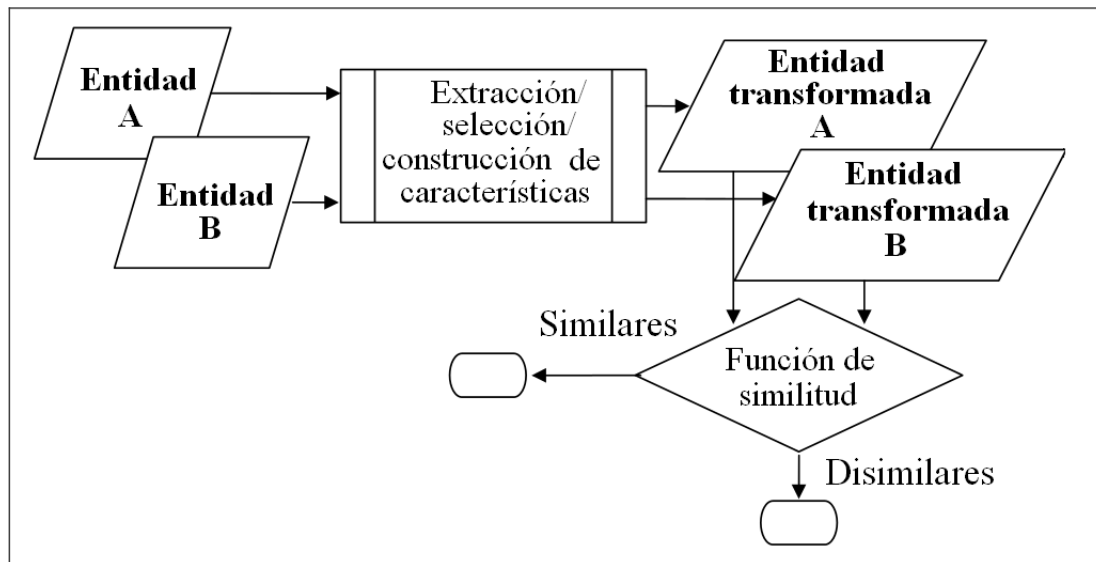 Entidad
A
Entidad
B
Extracción/
selección/
construcción de
características
Entidad
transformada
A
Entidad
transformada
B
Función de
similitud
Similares
Disimilares